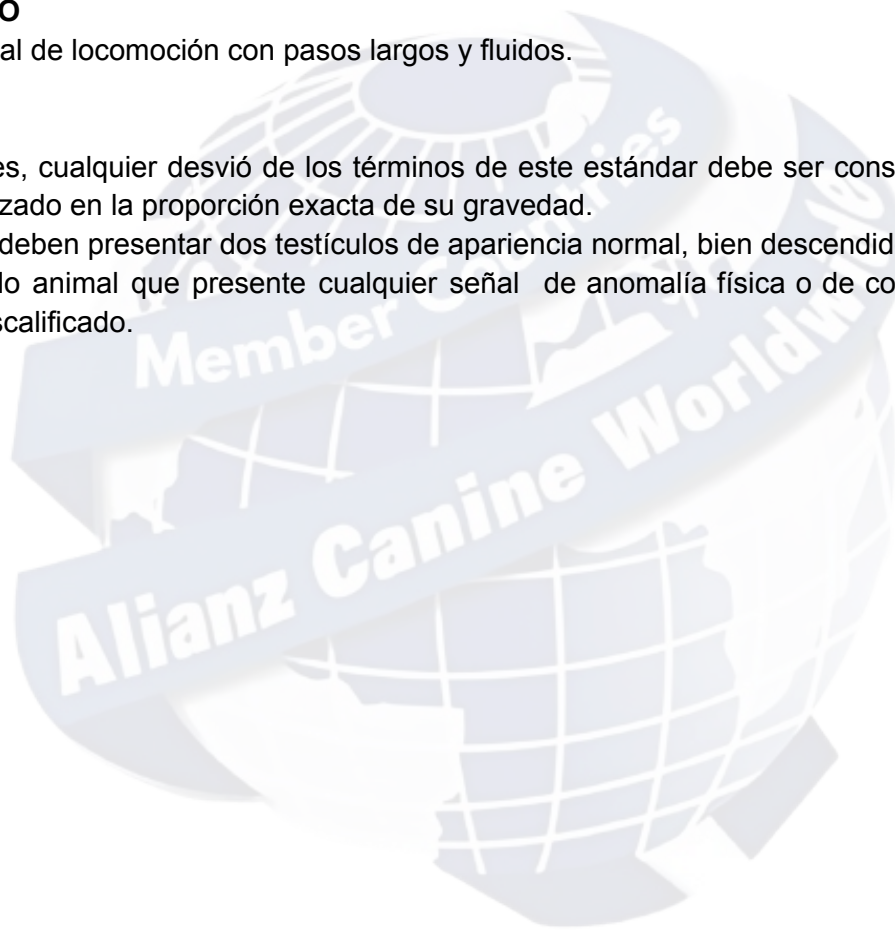 O
al de locomoción con pasos largos y fluidos.
es, cualquier desvió de los términos de este estándar debe ser cons
izado en la proporción exacta de su gravedad.
deben presentar dos testículos de apariencia normal, bien descendid
do animal que presente cualquier señal de anomalía física o de co
scalificado.
Member Countries
Alianz Canine Worldwide